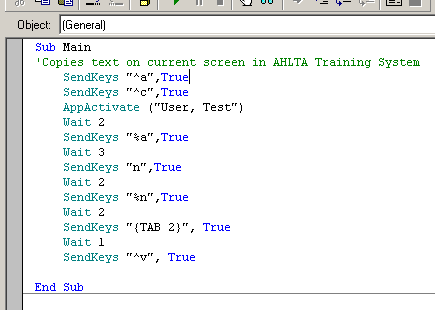 Object: (General)
Sub Main
'Copies text on current screen in AHLTA Training System
SendKeys "^a",True
SendKeys "^c",True
AppActivate ("User, Test")
Wait 2
SendKeys "%a",True
Wait 3
SendKeys "n",True
Wait 2
SendKeys "%n",True
Wait 2
SendKeys "{TAB 2}", True
Wait 1
SendKeys "^v", True
End Sub